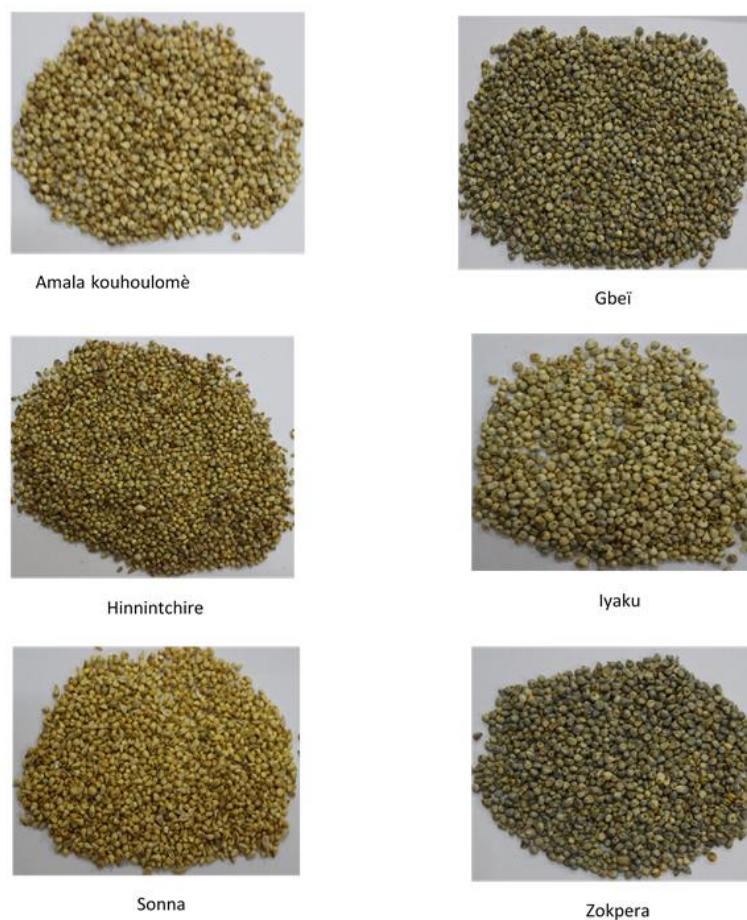 Amala kouhoulomè
Gbeï
Hinnintchire
Iyaku
Sonna
Zokpera